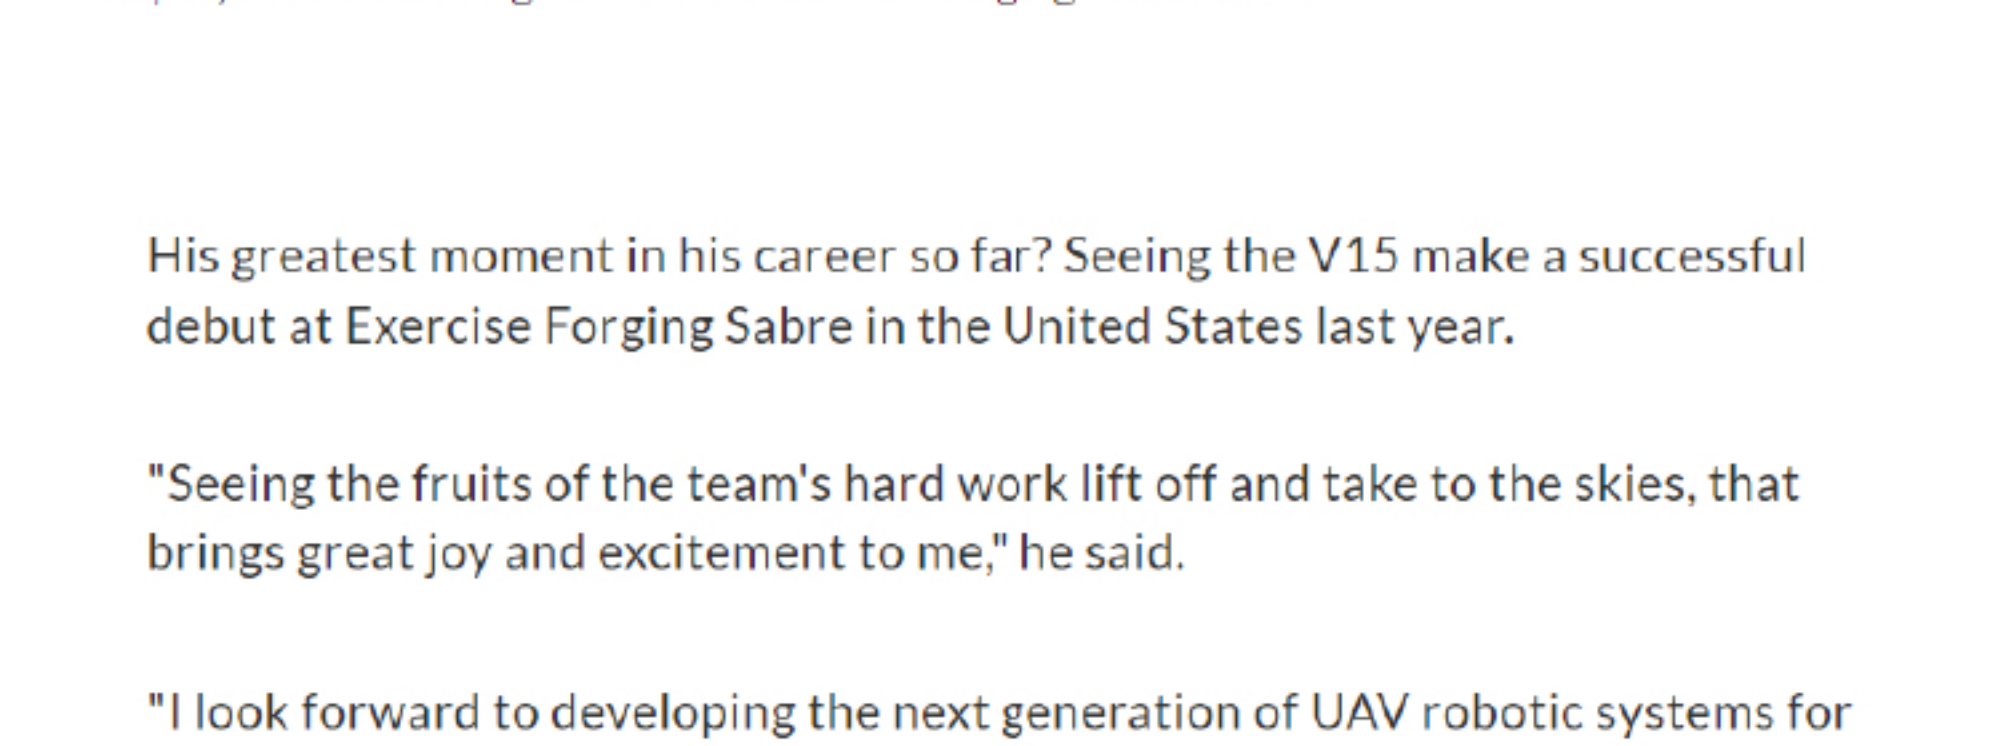 His greatest moment in his career so far? Seeing the V15 make a successful
debut at Exercise Forging Sabre in the United States last year.
"Seeing the fruits of the team's hard work lift off and take to the skies, that
brings great joy and excitement to me," he said.
"I look forward to developing the next generation of UAV robotic systems for